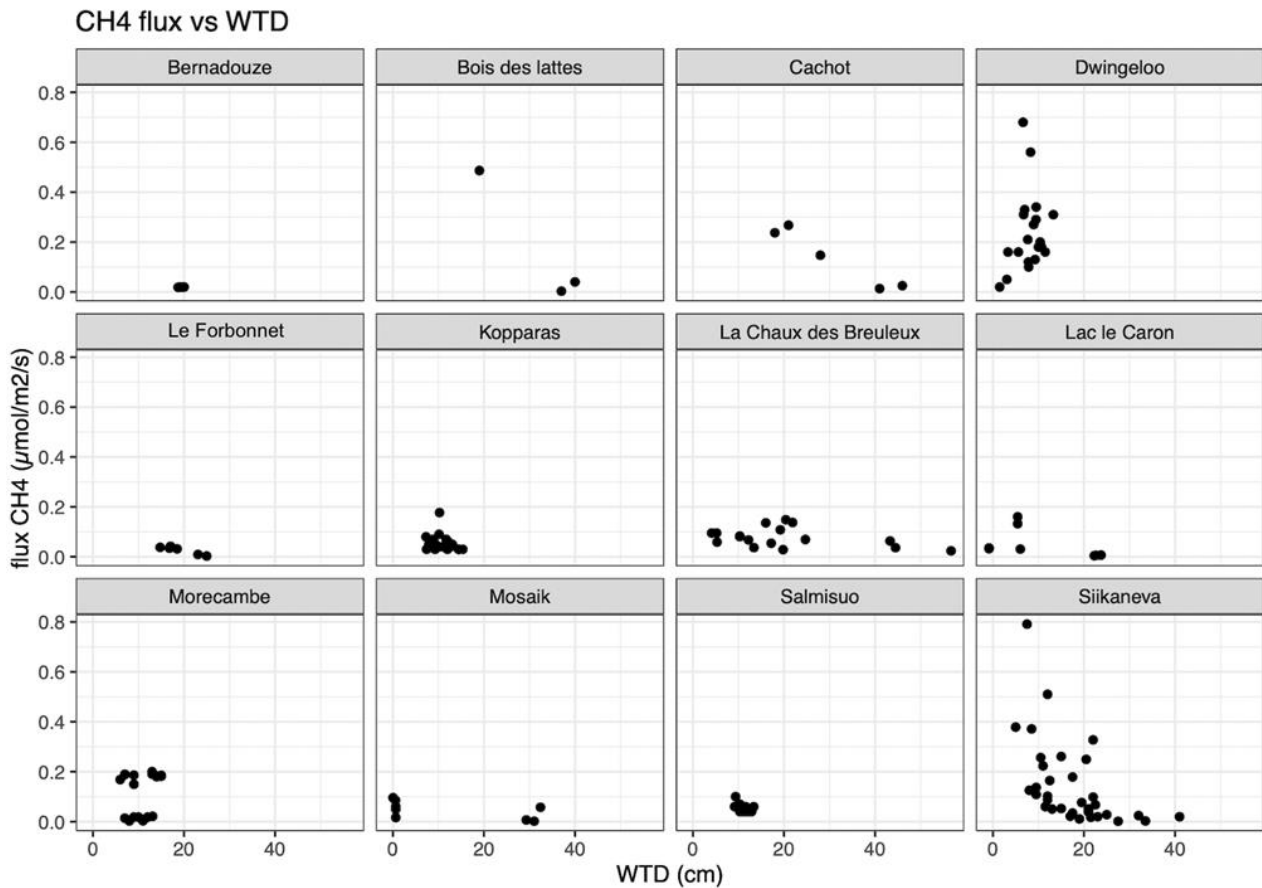 CH4 flux vs WTD
Bernadouze
Bois des lattes
Cachot
Dwingeloo
0.8
0.6
0.4
0.2
0.0
Le Forbonnet
Kopparas
La Chaux des Breuleux
Lac le Caron
0.8
0.6
0.4
0.2
0.0
flux CH4 (µmol/m2/s)
Morecambe
Mosaik
Salmisuo
Siikaneva
0.8
0.6
0.4
0.2
0.0
0 20 40 0 20 40 0 20 40 0 20 40
WTD (cm)